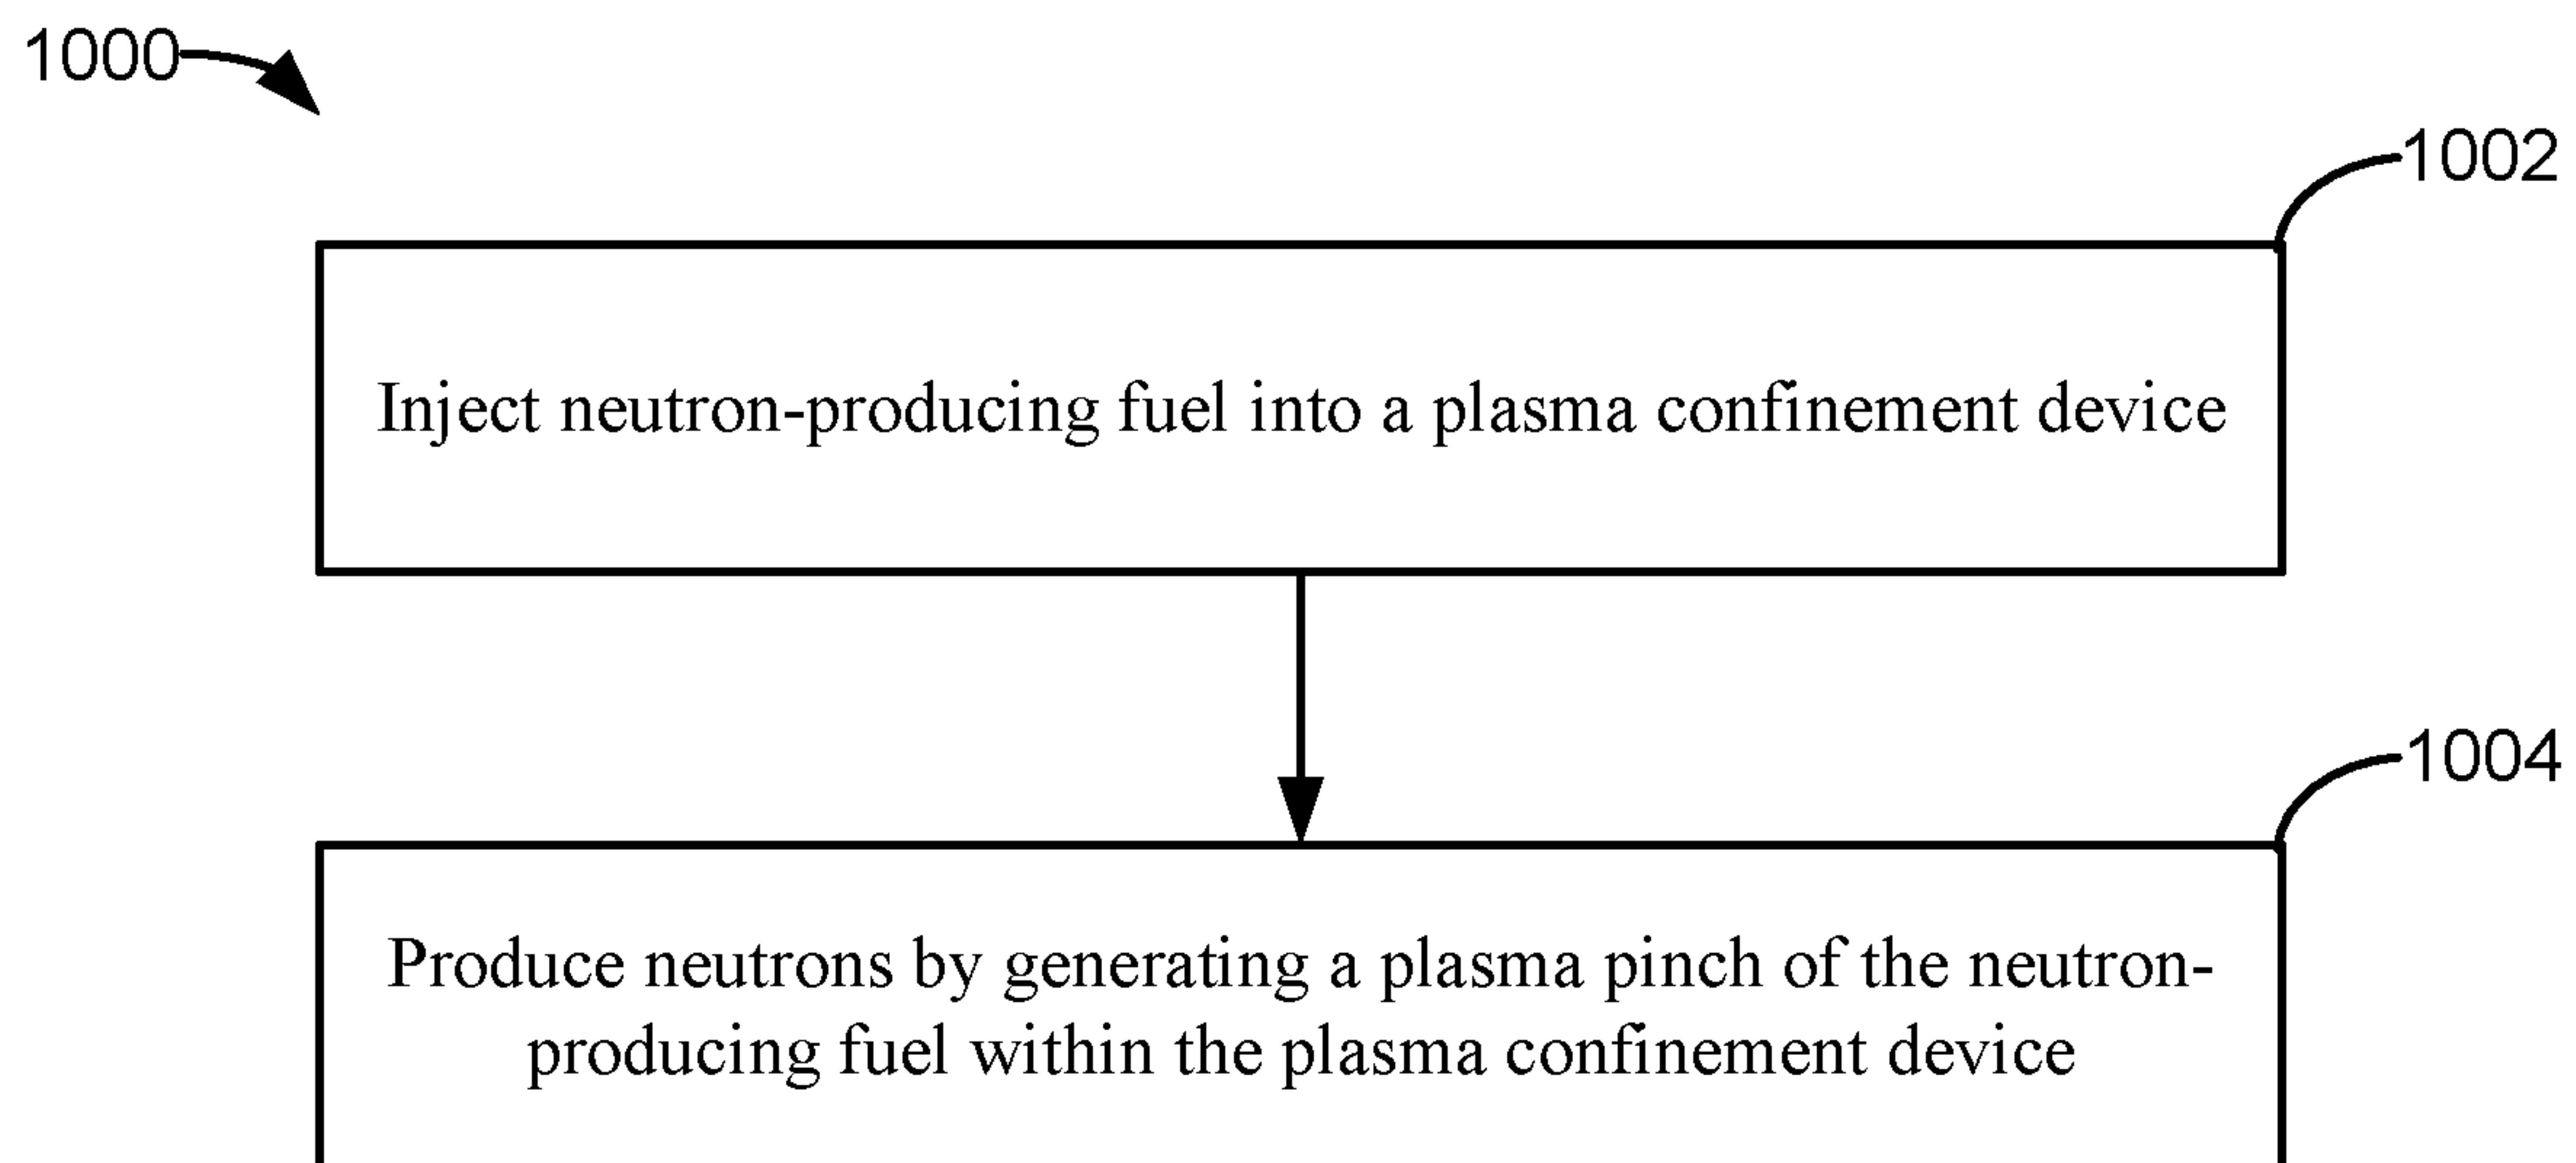 1000
1002
Inject neutron-producing fuel into a plasma confinement device
1004
Produce neutrons by generating a plasma pinch of the neutron-
producing fuel within the plasma confinement device